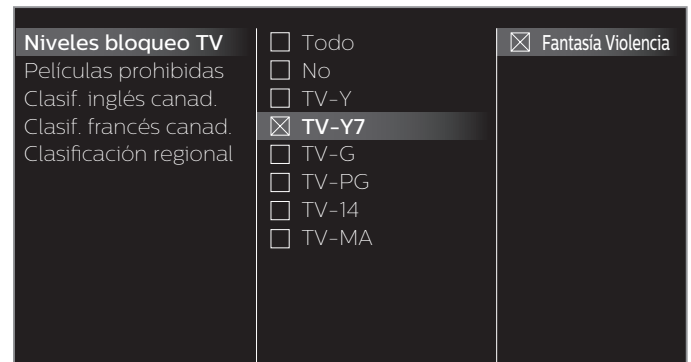 Niveles bloqueo TV
Películas prohibidas
Clasif. inglés canad.
Clasif. francés canad.
Clasificación regional
Todo
No
TV-Y
TV-Y7
TV-G
TV-PG
TV-14
TV-MA
Fantasía Violencia